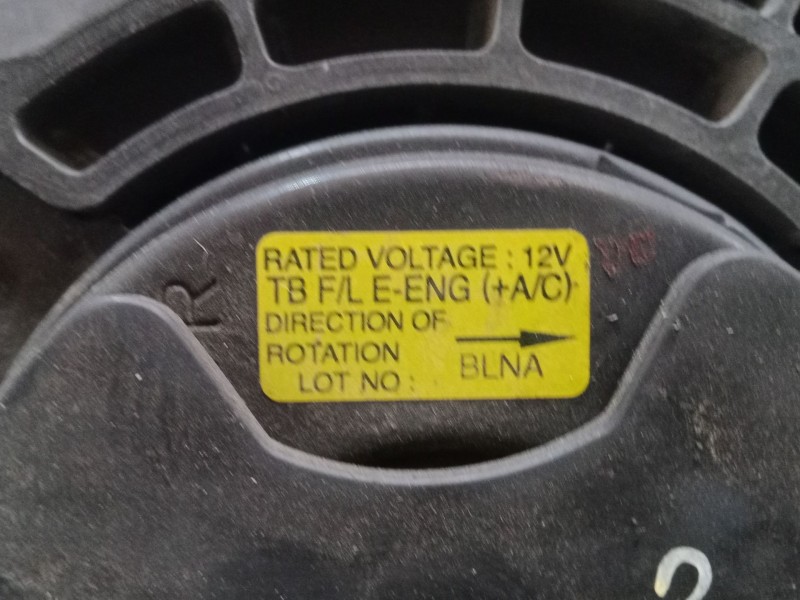 RATED VOLTAGE : 12V
TB F/L E-ENG (+A/C)
DIRECTION OF
ROTATION
LOT NO : BLNA
R